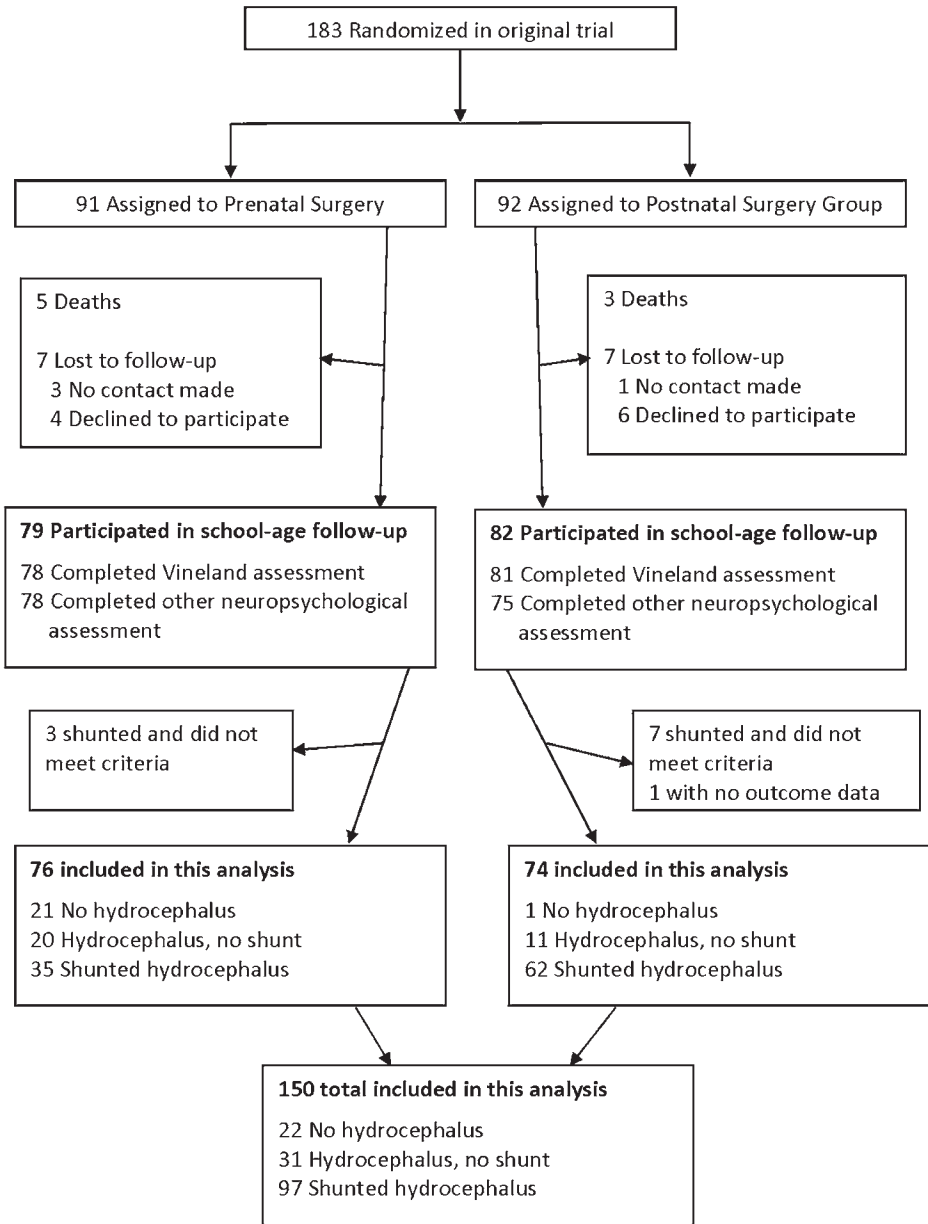 183 Randomized in original trial
91 Assigned to Prenatal Surgery
92 Assigned to Postnatal Surgery Group
5 Deaths
7 Lost to follow-up
3 No contact made
4 Declined to participate
3 Deaths
7 Lost to follow-up
1 No contact made
6 Declined to participate
79 Participated in school-age follow-up
78 Completed Vineland assessment
78 Completed other neuropsychological
assessment
82 Participated in school-age follow-up
81 Completed Vineland assessment
75 Completed other neuropsychological
assessment
3 shunted and did not
meet criteria
7 shunted and did not
meet criteria
1 with no outcome data
76 included in this analysis
21 No hydrocephalus
20 Hydrocephalus, no shunt
35 Shunted hydrocephalus
74 included in this analysis
1 No hydrocephalus
11 Hydrocephalus, no shunt
62 Shunted hydrocephalus
150 total included in this analysis
22 No hydrocephalus
31 Hydrocephalus, no shunt
97 Shunted hydrocephalus